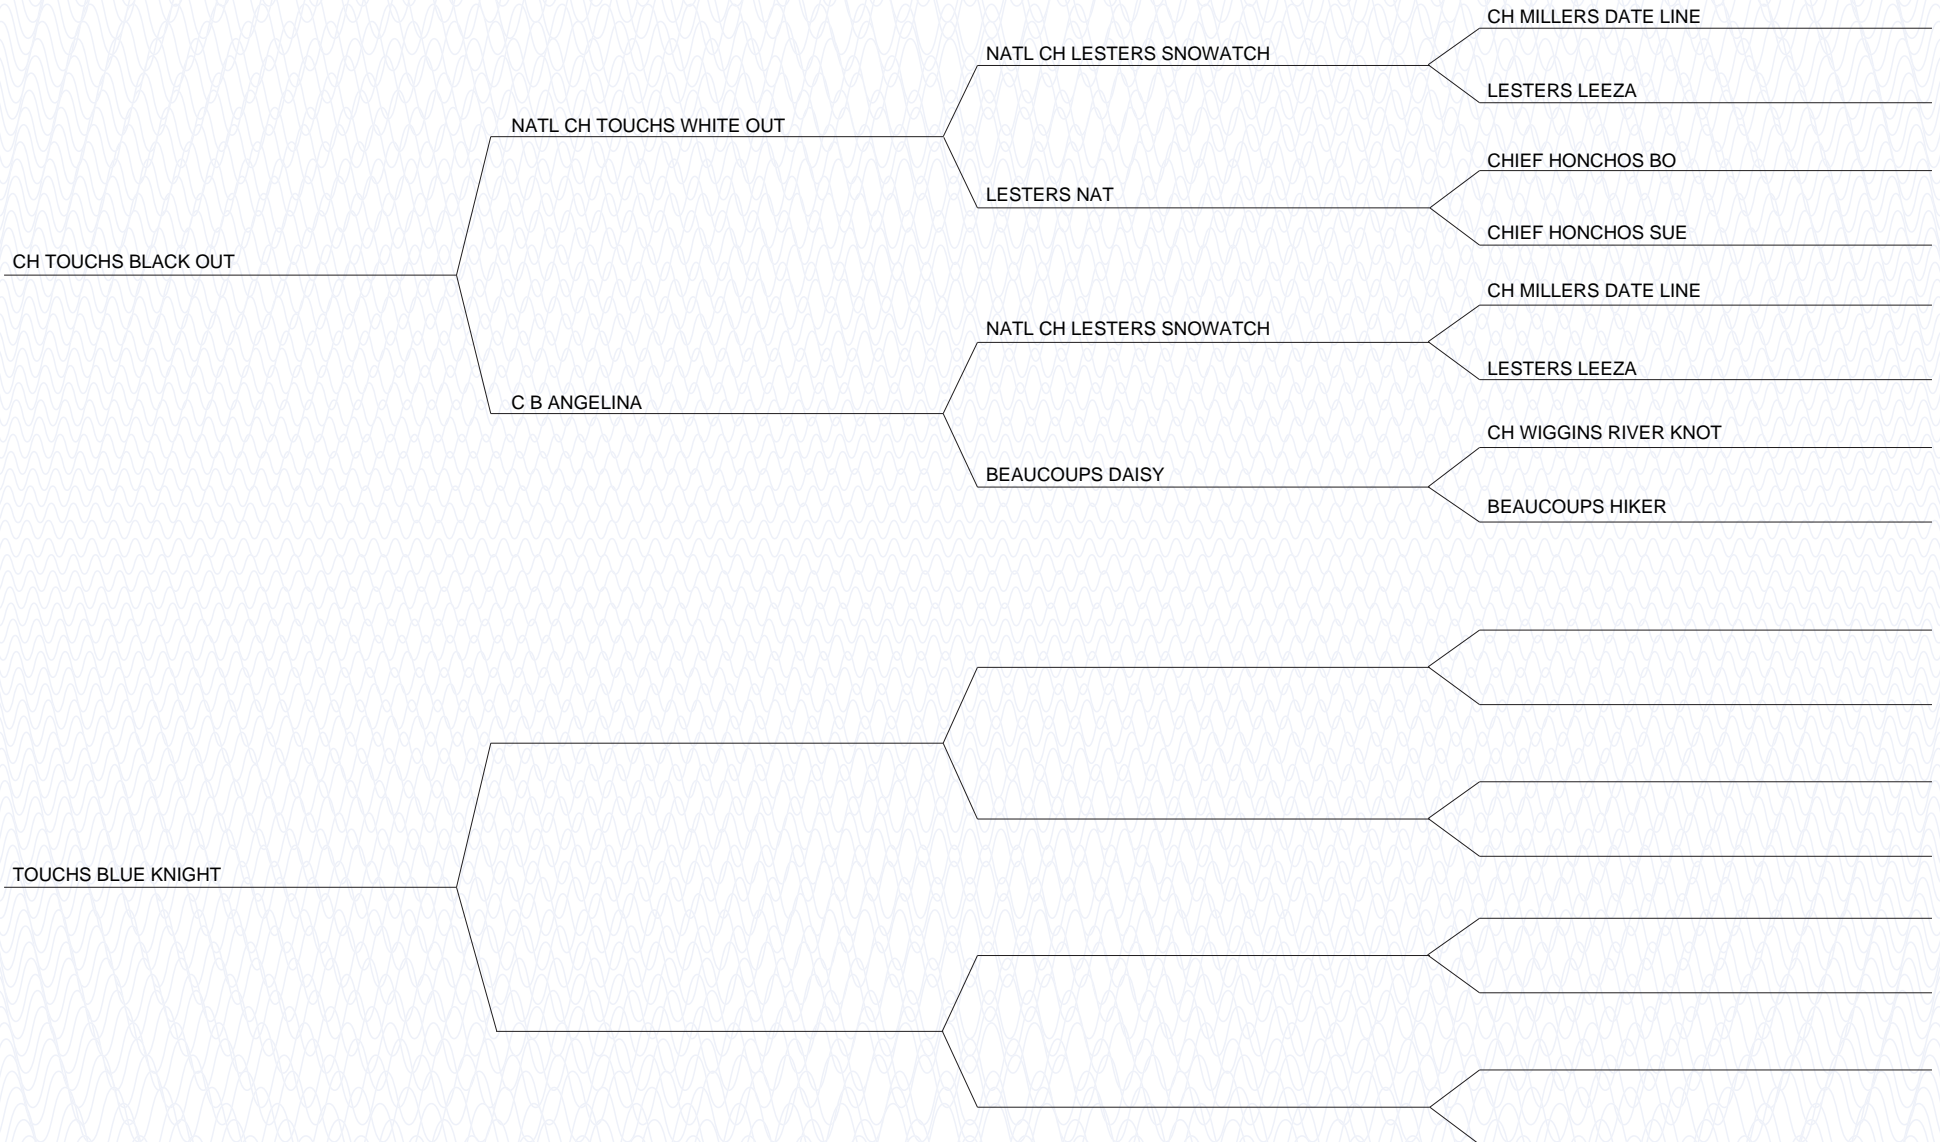 CH MILLERS DATE LINE
NATL CH LESTERS SNOWATCH
LESTERS LEEZA
NATL CH TOUCHS WHITE OUT
CHIEF HONCHOS BO
LESTERS NAT
CHIEF HONCHOS SUE
CH TOUCHS BLACK OUT
CH MILLERS DATE LINE
NATL CH LESTERS SNOWATCH
LESTERS LEEZA
C B ANGELINA
CH WIGGINS RIVER KNOT
BEAUCOUPS DAISY
BEAUCOUPS HIKER
TOUCHS BLUE KNIGHT